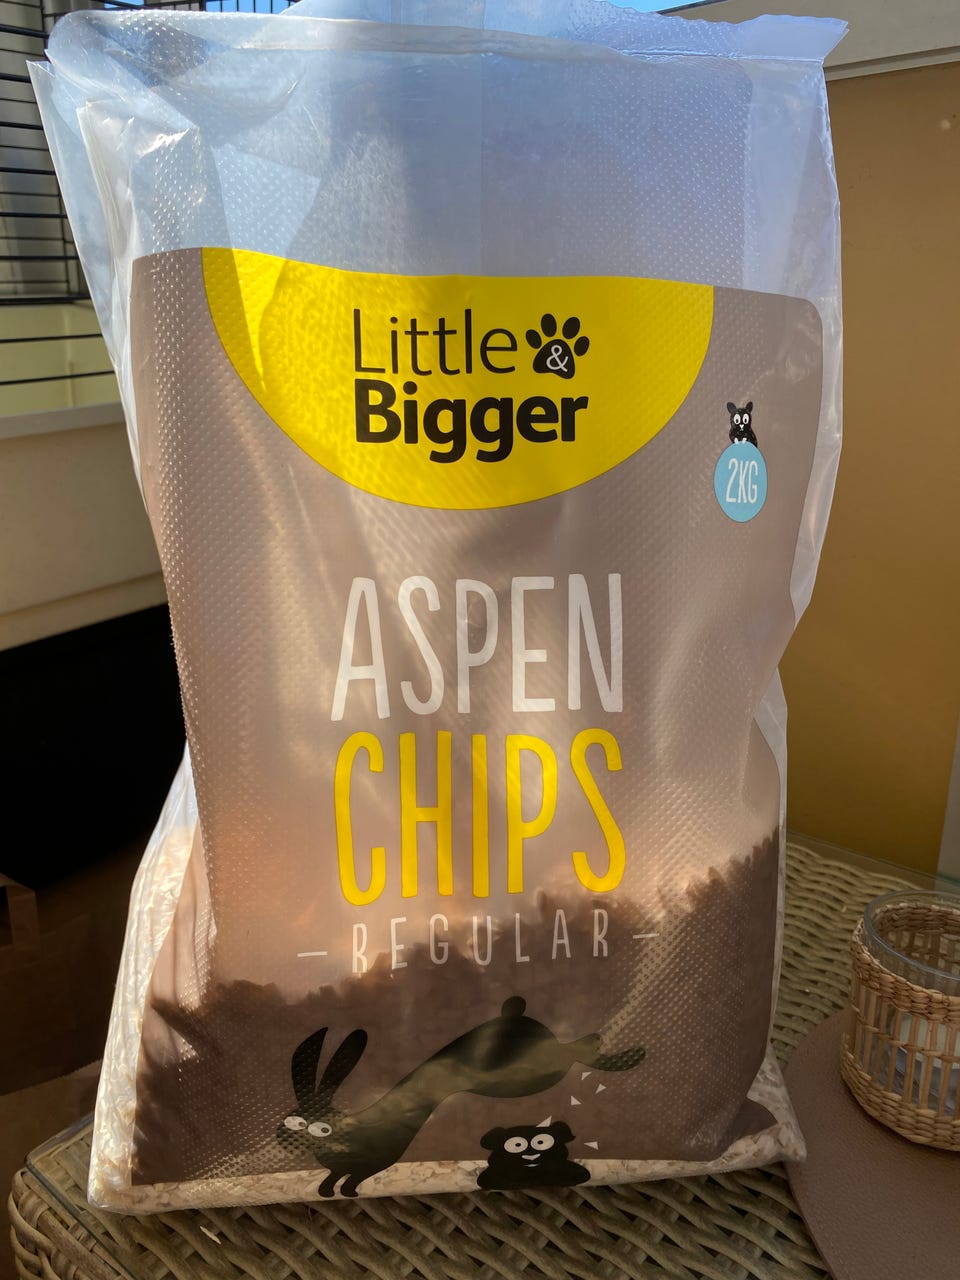 Little &
Bigger
2KG
ASPEN
CHIPS
- REGULAR -